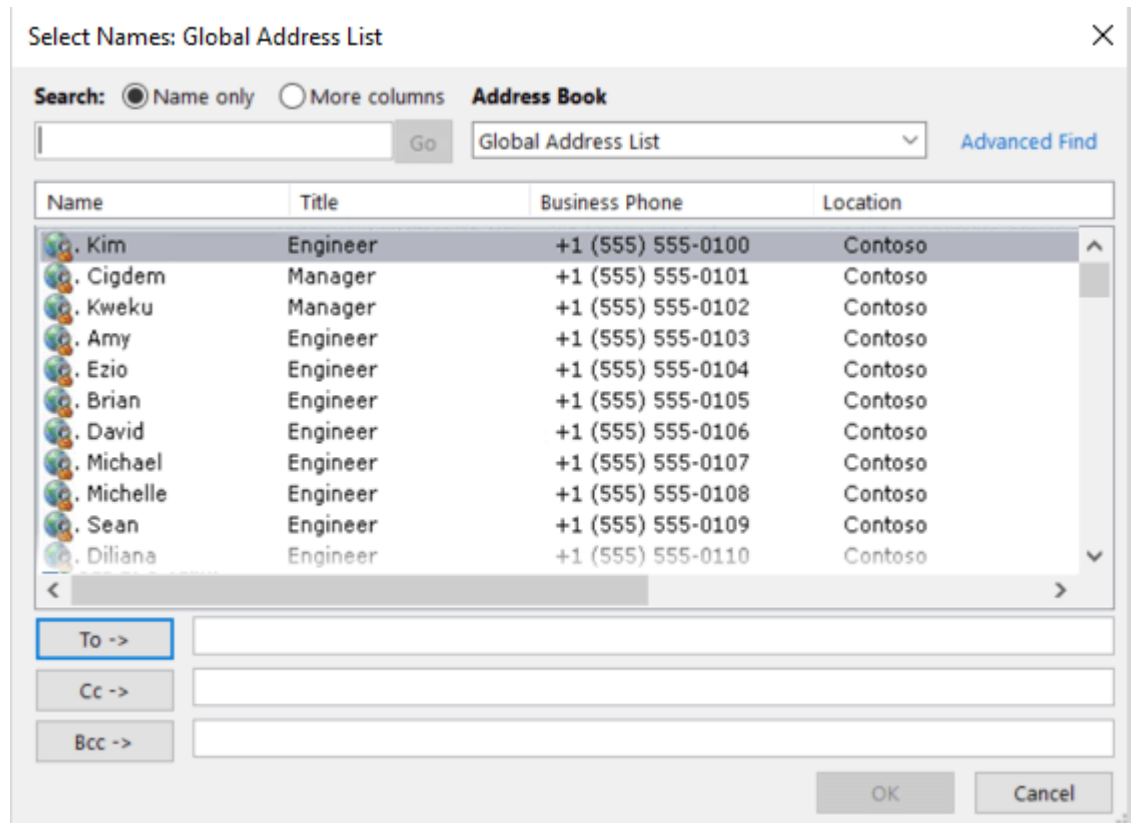 Select Names: Global Address List
Search: Name only More columns Address Book
Go Global Address List Advanced Find
Name Title Business Phone Location
. Kim Engineer +1 (555) 555-0100 Contoso
. Cigdem Manager +1 (555) 555-0101 Contoso
. Kweku Manager +1 (555) 555-0102 Contoso
. Amy Engineer +1 (555) 555-0103 Contoso
. Ezio Engineer +1 (555) 555-0104 Contoso
. Brian Engineer +1 (555) 555-0105 Contoso
. David Engineer +1 (555) 555-0106 Contoso
. Michael Engineer +1 (555) 555-0107 Contoso
. Michelle Engineer +1 (555) 555-0108 Contoso
. Sean Engineer +1 (555) 555-0109 Contoso
. Diliana Engineer +1 (555) 555-0110 Contoso
To ->
Cc ->
Bcc ->
OK Cancel